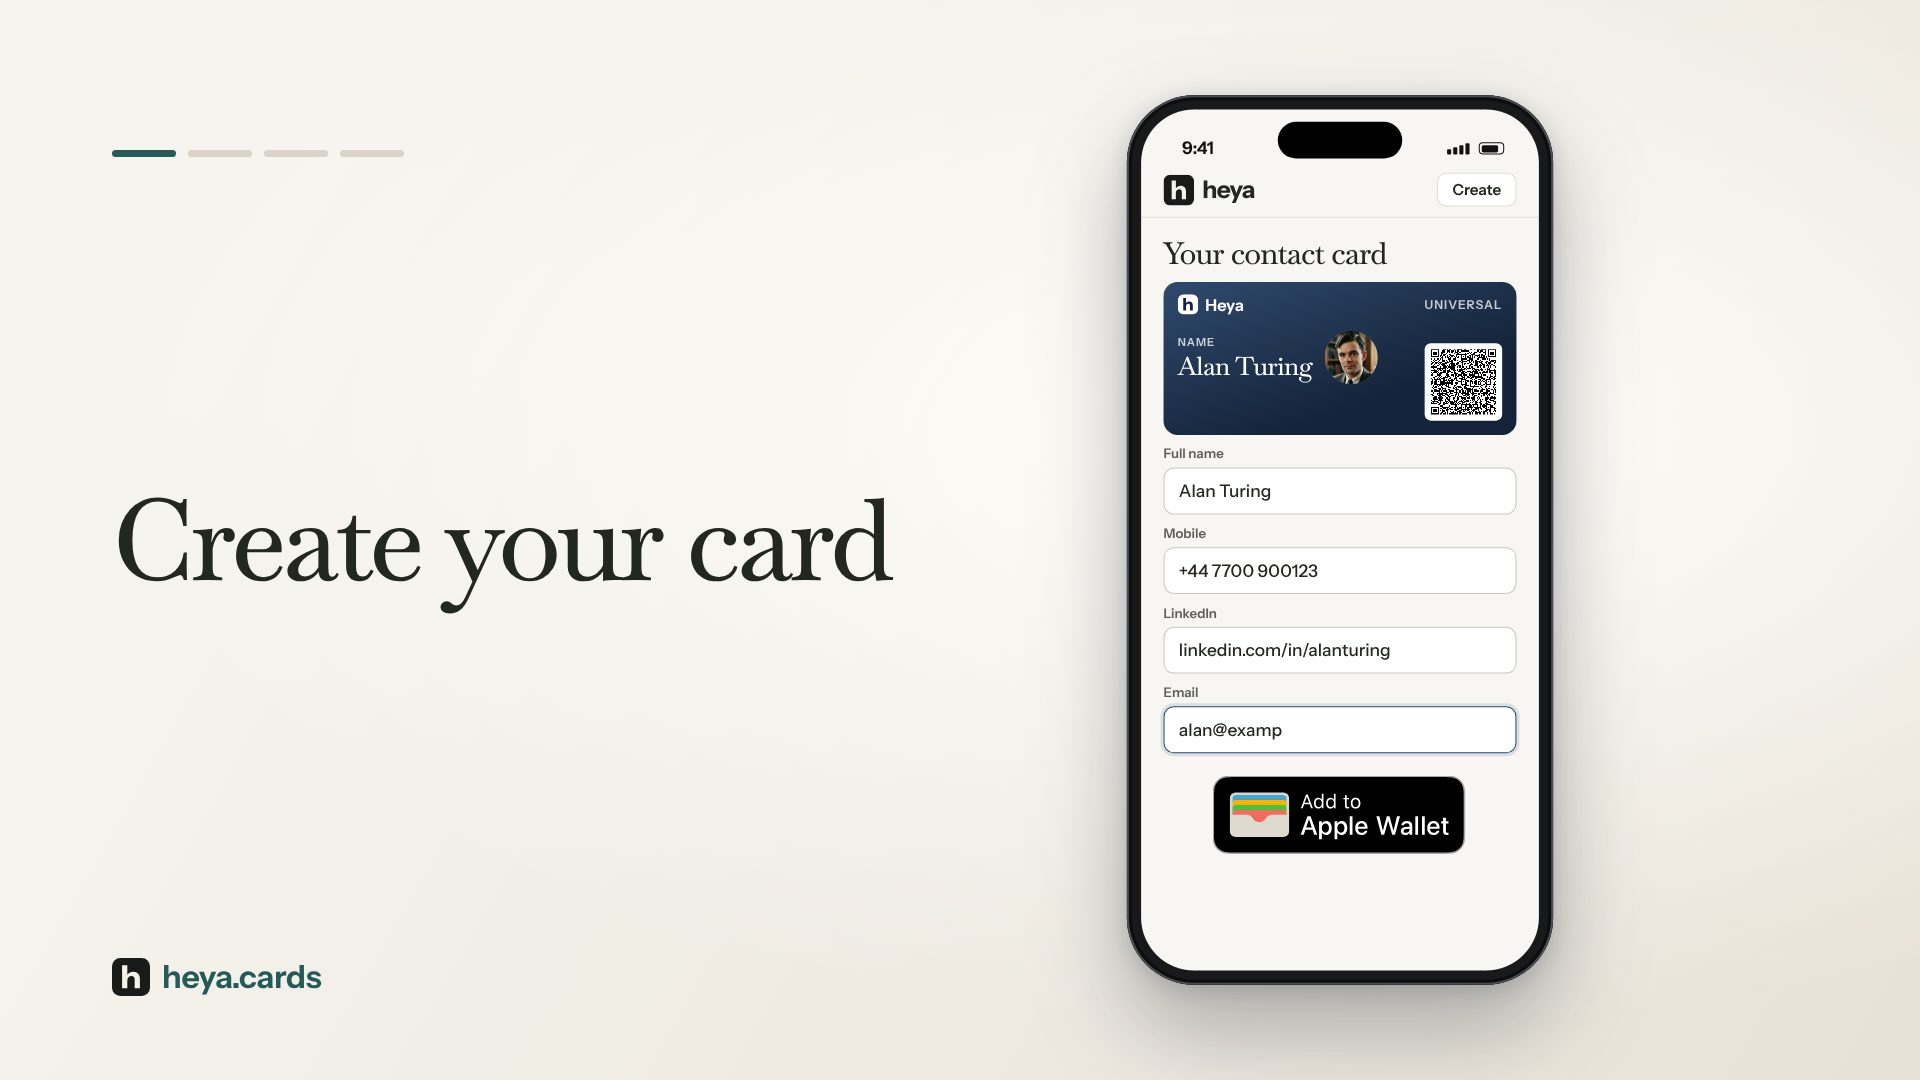 Create your card
h heya.cards
9:41
h heya
Create
Your contact card
h Heya
UNIVERSAL
NAME
Alan Turing
Full name
Alan Turing
Mobile
+44 7700 900123
LinkedIn
linkedin.com/in/alanturing
Email
alan@examp
Add to
Apple Wallet